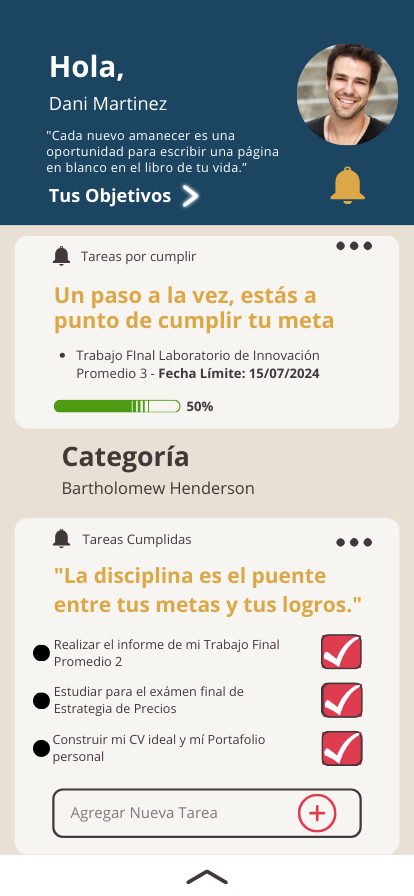 Hola,
Dani Martinez
"Cada nuevo amanecer es una
oportunidad para escribir una página
en blanco en el libro de tu vida.”
Tus Objetivos
Tareas por cumplir
Un paso a la vez, estás a
punto de cumplir tu meta
• Trabajo FInal Laboratorio de Innovación
Promedio 3 - Fecha Límite: 15/07/2024
50%
Categoría
Bartholomew Henderson
Tareas Cumplidas
"La disciplina es el puente
entre tus metas y tus logros."
Realizar el informe de mi Trabajo Final
Promedio 2
Estudiar para el exámen final de
Estrategia de Precios
Construir mi CV ideal y mí Portafolio
personal
Agregar Nueva Tarea